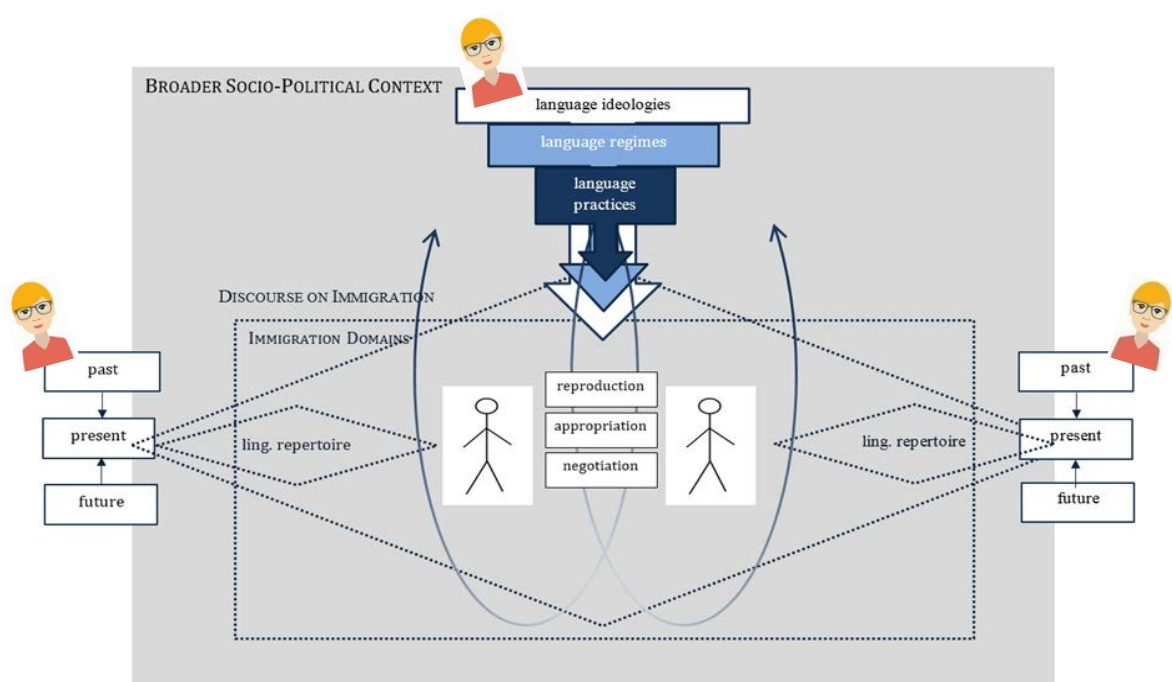 BROADER SOCIO-POLITICAL CONTEXT
language ideologies
language regimes
language
practices
DISCOURSE ON IMMIGRATION
IMMIGRATION DOMAINS
past
present
future
ling. repertoire
reproduction
appropriation
negotiation
ling. repertoire
past
present
future